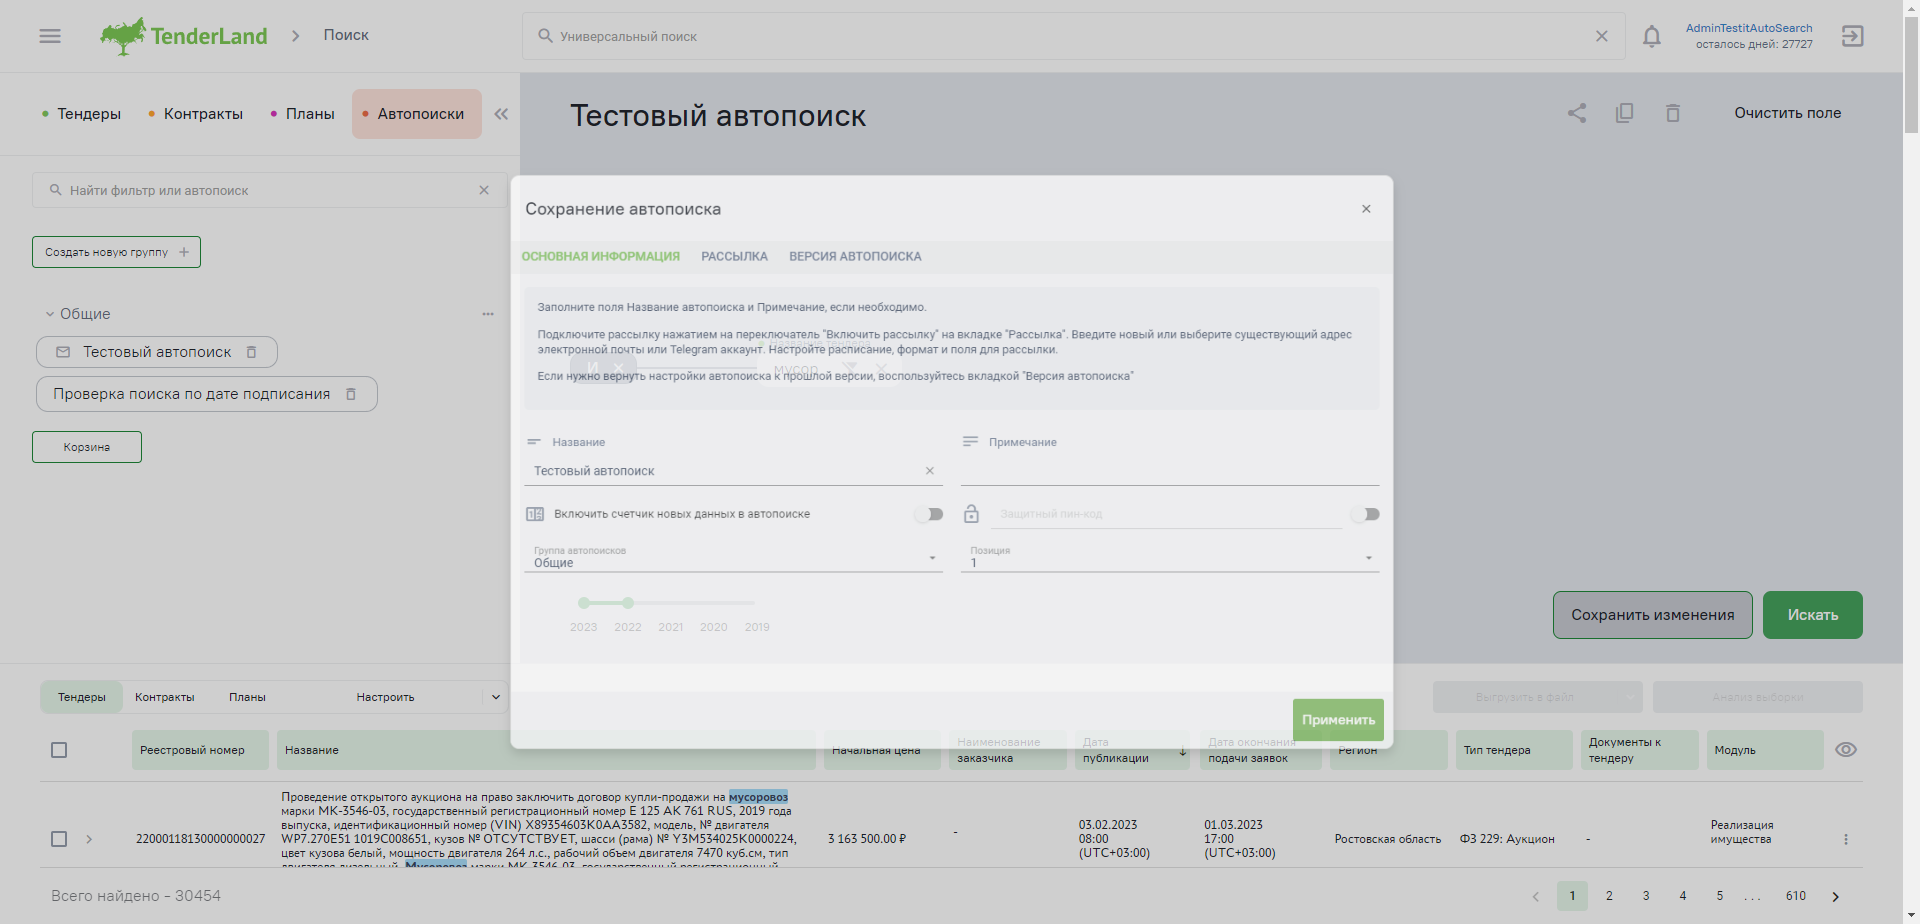 TenderLand
Поиск
Универсальный поиск
AdminTestitAutoSearch
осталось дней: 27727
Тендеры
Контракты
Планы
Автопоиски
Тестовый автопоиск
Очистить поле
Найти фильтр или автопоиск
Создать новую группу
Общие
Тестовый автопоиск
Проверка поиска по дате подписания
Корзина
Сохранение автопоиска
ОСНОВНАЯ ИНФОРМАЦИЯ
РАССЫЛКА
ВЕРСИЯ АВТОПОИСКА
Заполните поля Название автопоиска и Примечание, если необходимо.
Подключите рассылку нажатием на переключатель "Включить рассылку" на вкладке "Рассылка". Введите новый или выберите существующий адрес
электронной почты или Telegram аккаунт. Настройте расписание, формат и поля для рассылки.
И
мусор
Если нужно вернуть настройки автопоиска к прошлой версии, воспользуйтесь вкладкой "Версия автопоиска"
Название
Примечание
Тестовый автопоиск
Включить счетчик новых данных в автопоиске
Защитный пин-код
Группа автопоисков
Общие
Позиция
1
2023 2022 2021 2020 2019
Сохранить изменения
Искать
Применить
Тендеры
Контракты
Планы
Настроить
Выгрузить в файл
Анализ выборки
Реестровый номер
Название
Начальная цена
Наименование
заказчика
Дата
публикации
Дата окончания
подачи заявок
Регион
Тип тендера
Документы к
тендеру
Модуль
22000118130000000027
Проведение открытого аукциона на право заключить договор купли-продажи на мусоровоз
марки МК-3546-03, государственный регистрационный номер Е 125 АК 761 RUS, 2019 года
выпуска, идентификационный номер (VIN) X89354603K0AA3582, модель, № двигателя
WP7.270E51 1019C008651, кузов № ОТСУТСТВУЕТ, шасси (рама) № Y3M534025K0000224,
цвет кузова белый, мощность двигателя 264 л.с., рабочий объем двигателя 7470 куб.см, тип
двигателя дизельный. Мусоровоз марки МК-3546-03, государственный регистрационный
3 163 500.00 ₽
-
03.02.2023
08:00
(UTC+03:00)
01.03.2023
17:00
(UTC+03:00)
Ростовская область
ФЗ 229: Аукцион
-
Реализация
имущества
Всего найдено - 30454
1 2 3 4 5 ... 610